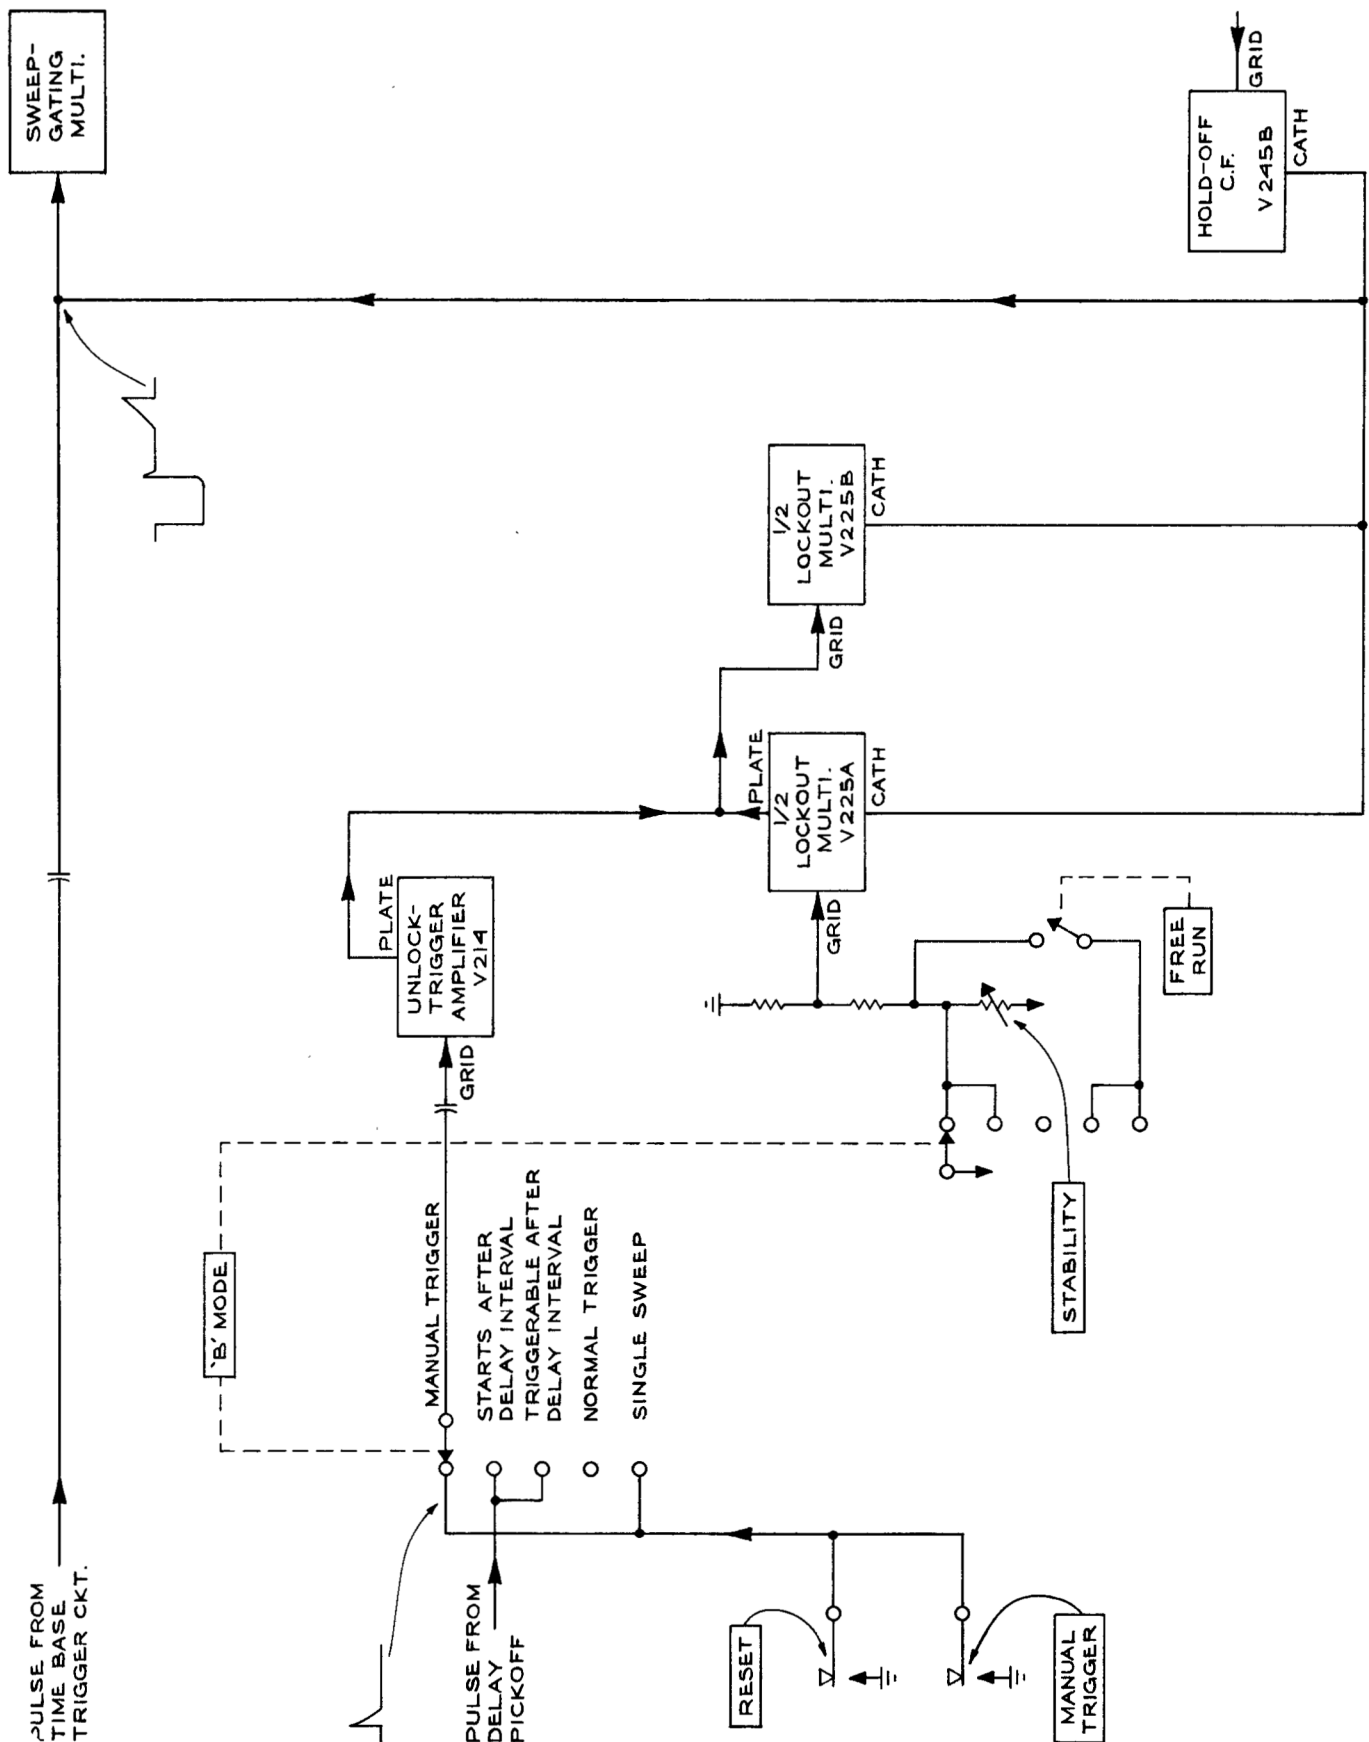 PULSE FROM
TIME BASE
TRIGGER CKT.
SWEEP-
GATING
MULTI.
'B' MODE
MANUAL TRIGGER
STARTS AFTER
DELAY INTERVAL
TRIGGERABLE AFTER
DELAY INTERVAL
NORMAL TRIGGER
SINGLE SWEEP
PULSE FROM
DELAY
PICKOFF
RESET
MANUAL
TRIGGER
GRID
UNLOCK-
TRIGGER
AMPLIFIER
V214
PLATE
STABILITY
FREE
RUN
GRID
1/2
LOCKOUT
MULTI.
V225A
PLATE
CATH
GRID
1/2
LOCKOUT
MULTI.
V225B
CATH
HOLD-OFF
C.F.
V245B
CATH
GRID